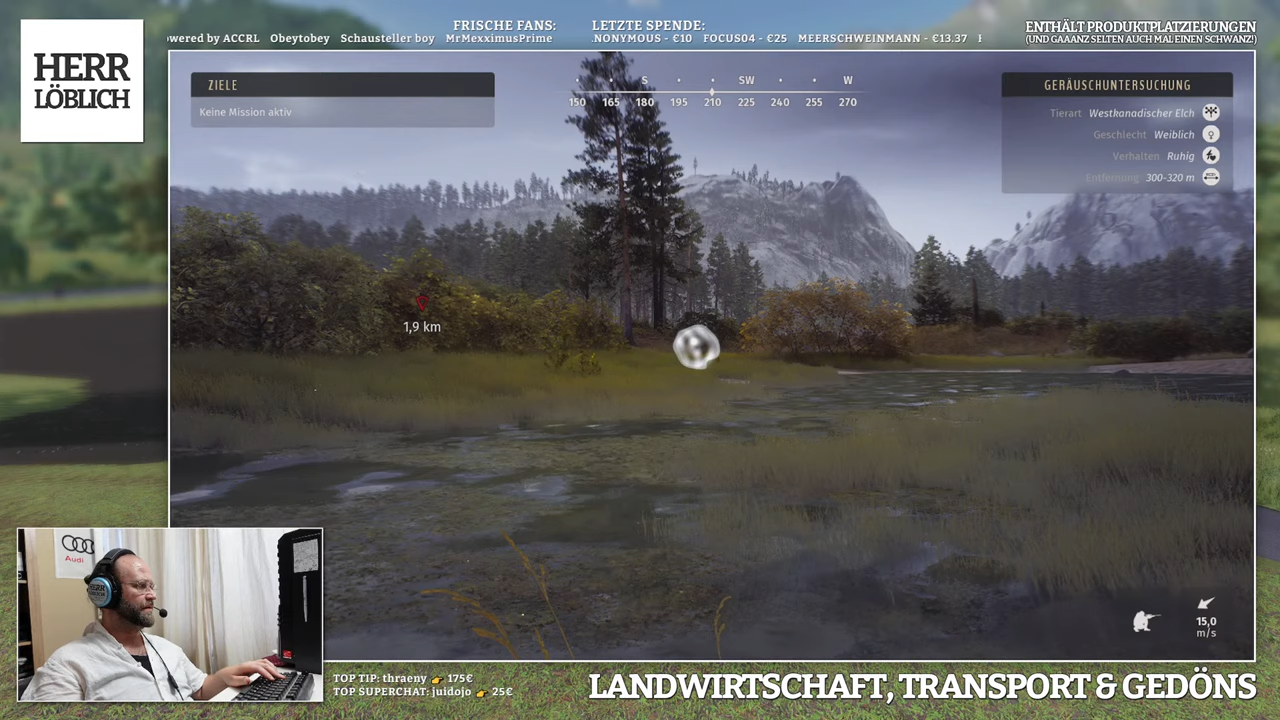 HERR
LÖBLICH
FRISCHE FANS:
LETZTE SPENDE:
wered by ACCRL Obeytobey Schausteller boy MrMexximusPrime
NONYMOUS - €10 FOCUS04 - €25 MEERSCHWEINMANN - €13.37
ENTHÄLT PRODUKTPLATZIERUNGEN
(UND GAAANZ SELTEN AUCH MAL EINEN SCHWANZ!)
ZIELE
Keine Mission aktiv
S SW W
150 165 180 195 210 225 240 255 270
GERÄUSCHUNTERSUCHUNG
Tierart Westkanadischer Elch
Geschlecht Weiblich
Verhalten Ruhig
Entfernung 300-320 m
1,9 km
15,0
m/s
Audi
HERR
TOP TIP: thraeny 👉 175€
TOP SUPERCHAT: juidojo 👉 25€
LANDWIRTSCHAFT, TRANSPORT & GEDÖNS